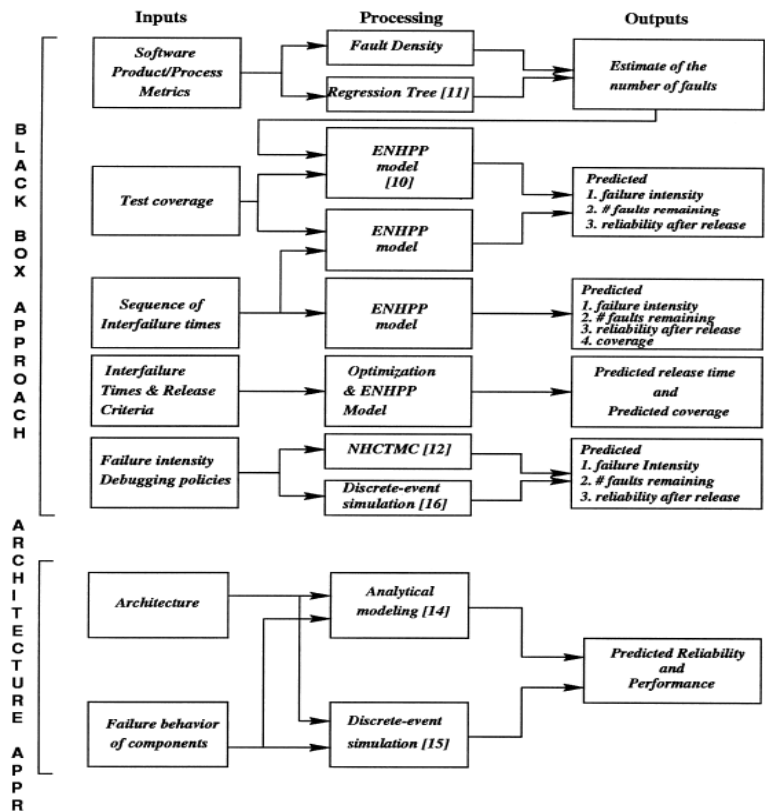 Inputs
Processing
Outputs
Software
Product/Process
Metrics
Fault Density
Regression Tree [11]
Estimate of the
number of faults
BLACK BOX APPROACH
Test coverage
ENHPP
model
[10]
ENHPP
model
Predicted
1. failure intensity
2. # faults remaining
3. reliability after release
Sequence of
Interfailure times
ENHPP
model
Predicted
1. failure intensity
2. # faults remaining
3. reliability after release
4. coverage
Interfailure
Times & Release
Criteria
Optimization
& ENHPP
Model
Predicted release time
and
Predicted coverage
Failure intensity
Debugging policies
NHCTMC [12]
Discrete-event
simulation [16]
Predicted
1. failure Intensity
2. # faults remaining
3. reliability after release
ARCHITECTURE APPR
Architecture
Analytical
modeling [14]
Failure behavior
of components
Discrete-event
simulation [15]
Predicted Reliability
and
Performance